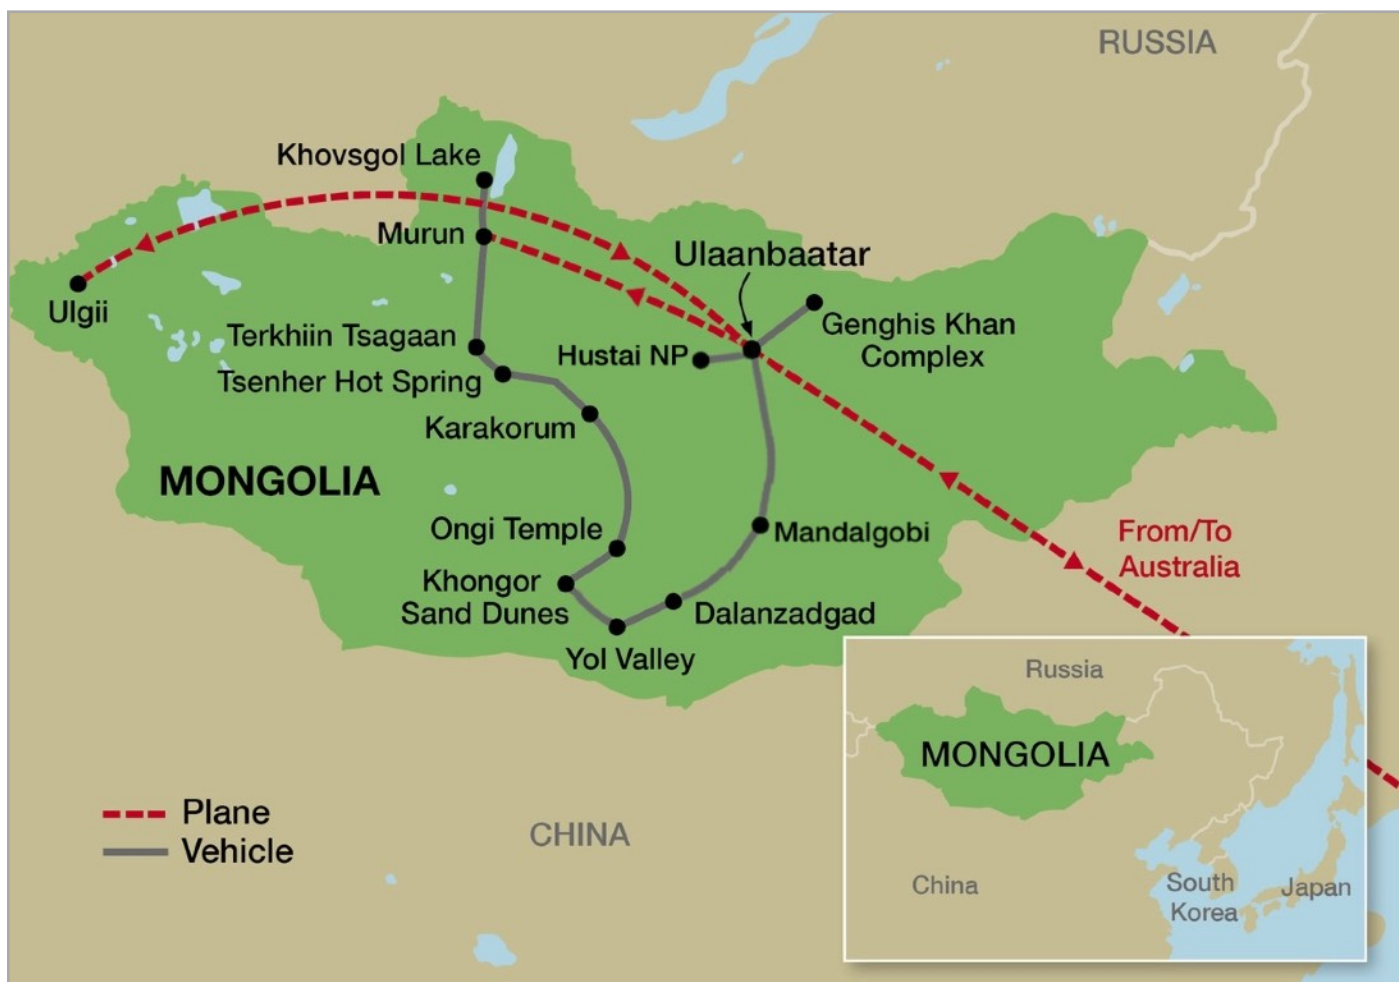 RUSSIA
Khovsgol Lake
Murun
Ulaanbaatar
Ulgii
Terkhiin Tsagaan
Hustai NP
Genghis Khan
Complex
Tsenher Hot Spring
Karakorum
MONGOLIA
Ongi Temple
Mandalgobi
From/To
Australia
Khongor
Sand Dunes
Dalanzadgad
Yol Valley
Russia
MONGOLIA
Plane
Vehicle
CHINA
China
South
Korea
Japan